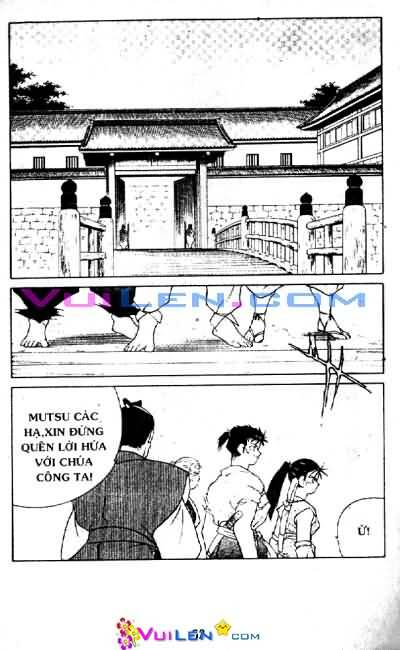 VUILEN.COM
MUTSU CÁC
HẠ, XIN ĐỪNG
QUÊN LỜI HỨA
VỚI CHÚA
CÔNG TA!
Ừ!
VUILEN.COM